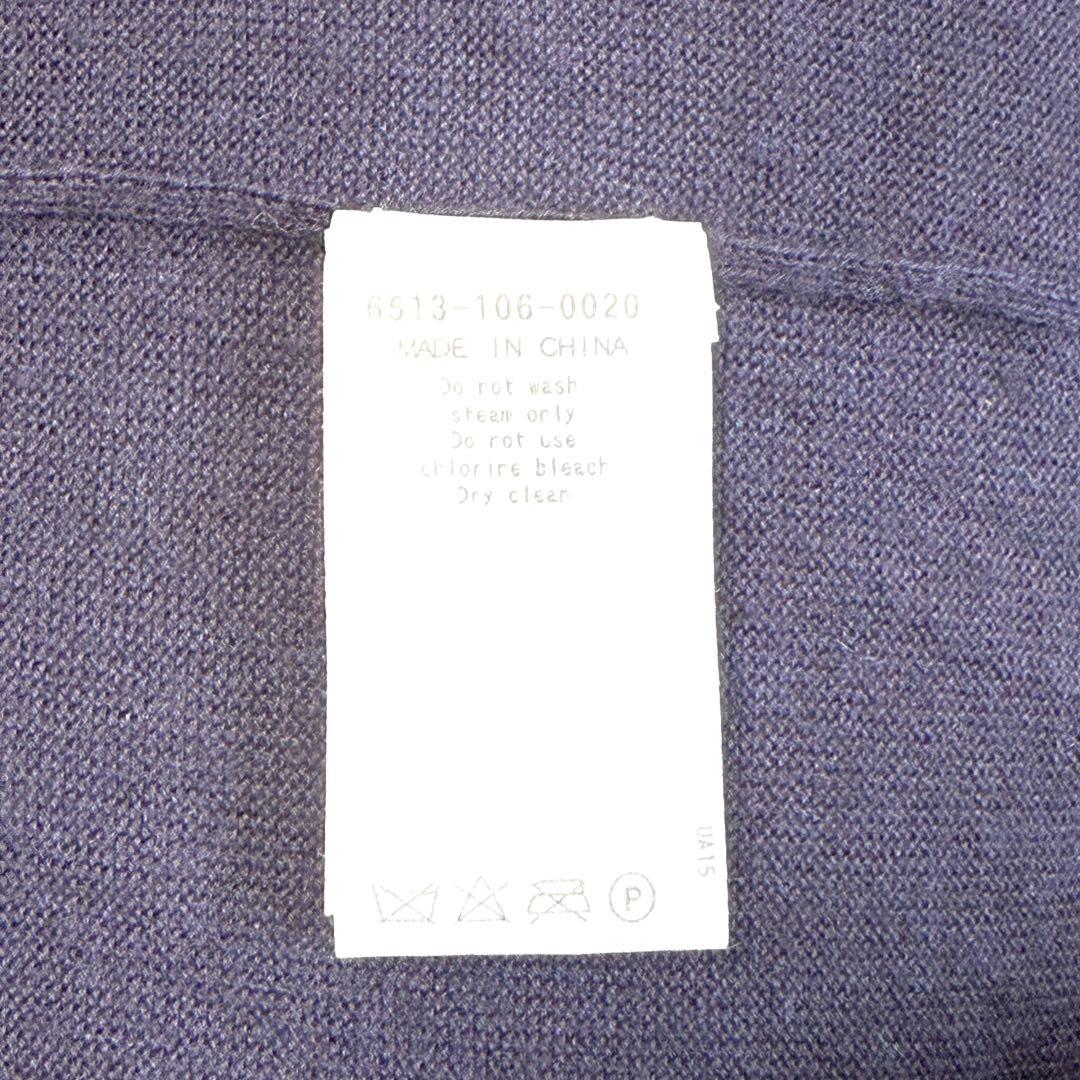 6513-106-0020
MADE IN CHINA
Do not wash
steam only
Do not use
chlorine bleach
Dry clean
UA15
P